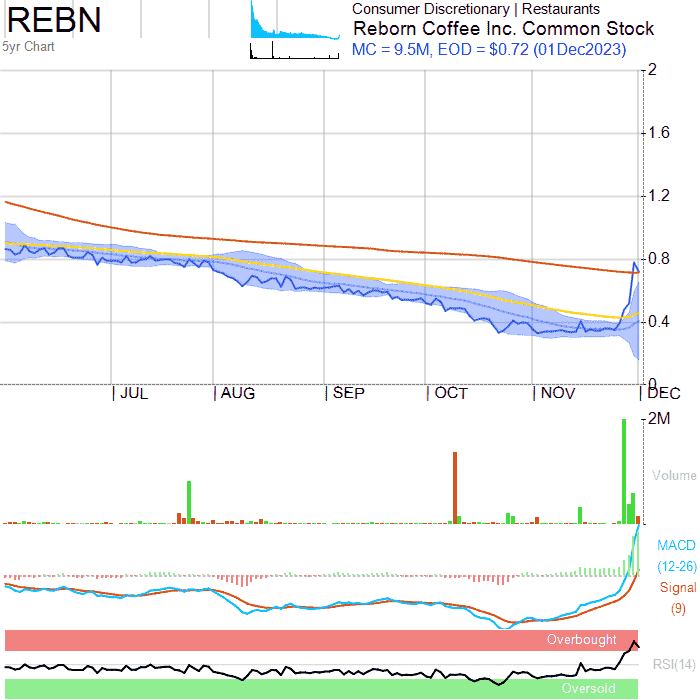 REBN
5yr Chart
Consumer Discretionary | Restaurants
Reborn Coffee Inc. Common Stock
MC = 9.5M, EOD = $0.72 (01Dec2023)
2
1.6
1.2
0.8
0.4
0
JUL AUG SEP OCT NOV DEC
2M
Volume
MACD
(12-26)
Signal
(9)
Overbought
RSI(14)
Oversold